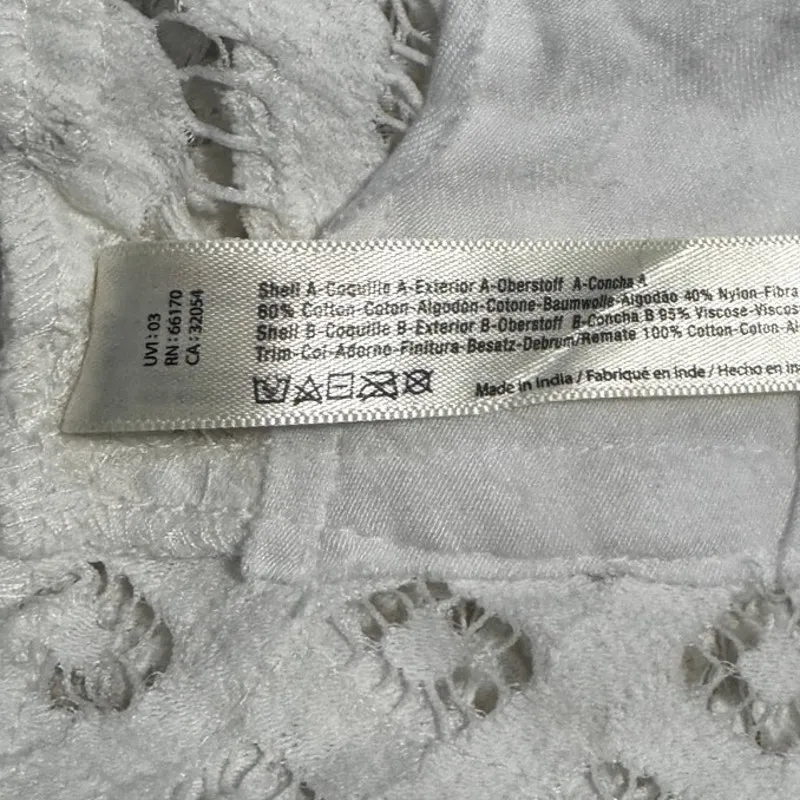 UVI : 03
RN : 66170
CA : 32054
Shell A-Coquille A-Exterior A-Oberstoff A-Concha A
60% Cotton-Coton-Algodón-Cotone-Baumwolle-Algodão 40% Nylon-Fibra
Shell B-Coquille B-Exterior B-Oberstoff B-Concha B 95% Viscose-Viscos
Trim-Col-Adorno-Finitura-Besatz-Debrum/Remate 100% Cotton-Coton-Al
Made in India / Fabriqué en Inde / Hecho en In